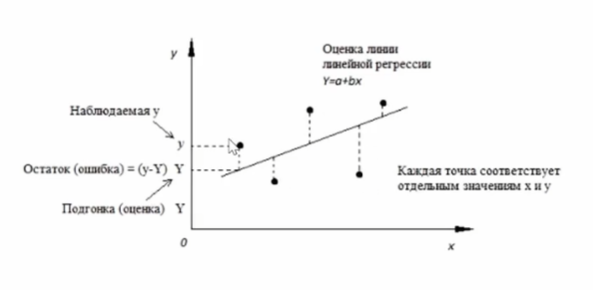 y
Оценка линии
линейной регрессии
Y=a+bx
Наблюдаемая y
y
Остаток (ошибка) = (y-Y) Y
Каждая точка соответствует
отдельным значениям x и y
Подгонка (оценка) Y
0
x